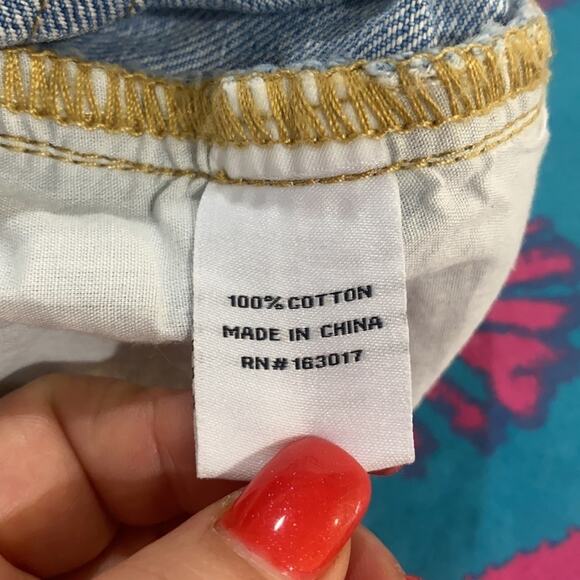 100% COTTON
MADE IN CHINA
RN# 163017